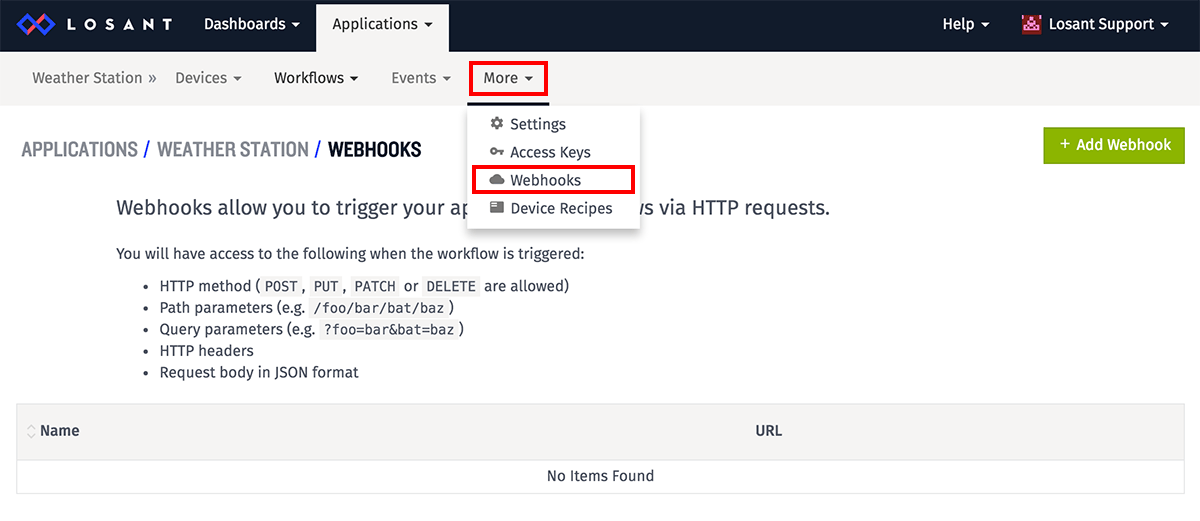 LOSANT Dashboards Applications Help Losant Support
Weather Station » Devices Workflows Events More
Settings
Access Keys
Webhooks
Device Recipes
APPLICATIONS / WEATHER STATION / WEBHOOKS
+ Add Webhook
Webhooks allow you to trigger your ap s via HTTP requests.
You will have access to the following when the workflow is triggered:
• HTTP method ( POST , PUT , PATCH or DELETE are allowed)
• Path parameters (e.g. /foo/bar/bat/baz )
• Query parameters (e.g. ?foo=bar&bat=baz )
• HTTP headers
• Request body in JSON format
Name URL
No Items Found